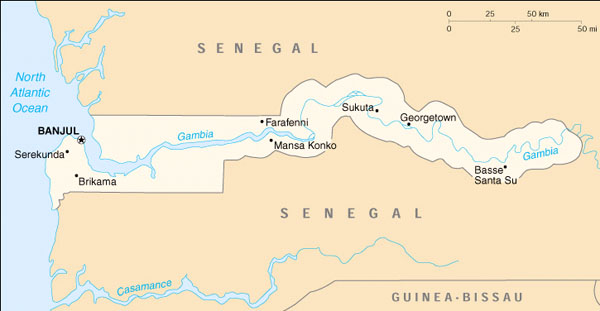 0 25 50 km
0 25 50 mi
SENEGAL
North
Atlantic
Ocean
BANJUL
Serekunda
Brikama
Gambia
Farafenni
Mansa Konko
Sukuta
Georgetown
Basse
Santa Su
Gambia
SENEGAL
Casamance
GUINEA-BISSAU